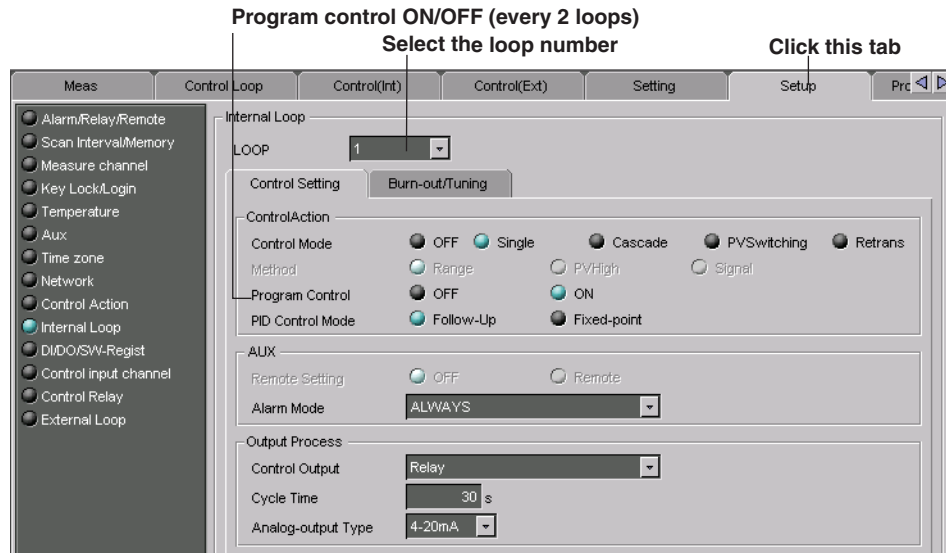 Program control ON/OFF (every 2 loops)
Select the loop number
Click this tab
Meas Control Loop Control(Int) Control(Ext) Setting Setup Pro
Alarm/Relay/Remote
Scan Interval/Memory
Measure channel
Key Lock/Login
Temperature
Aux
Time zone
Network
Control Action
Internal Loop
DI/DO/SW-Regist
Control input channel
Control Relay
External Loop
Internal Loop
LOOP 1
Control Setting Burn-out/Tuning
ControlAction
Control Mode OFF Single Cascade PVSwitching Retrans
Method Range PVHigh Signal
Program Control OFF ON
PID Control Mode Follow-Up Fixed-point
AUX
Remote Setting OFF Remote
Alarm Mode ALWAYS
Output Process
Control Output Relay
Cycle Time 30 s
Analog-output Type 4-20mA